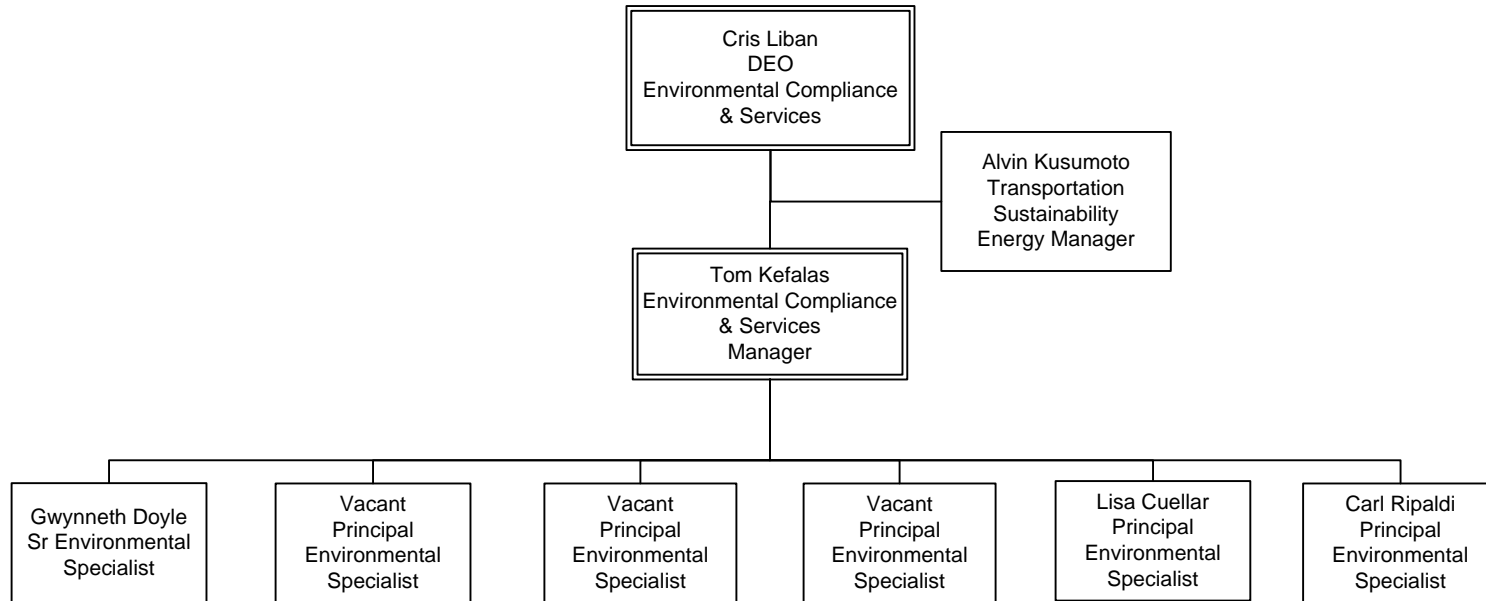 Cris Liban
DEO
Environmental Compliance
& Services
Alvin Kusumoto
Transportation
Sustainability
Energy Manager
Tom Kefalas
Environmental Compliance
& Services
Manager
Gwynneth Doyle
Sr Environmental
Specialist
Vacant
Principal
Environmental
Specialist
Vacant
Principal
Environmental
Specialist
Vacant
Principal
Environmental
Specialist
Lisa Cuellar
Principal
Environmental
Specialist
Carl Ripaldi
Principal
Environmental
Specialist